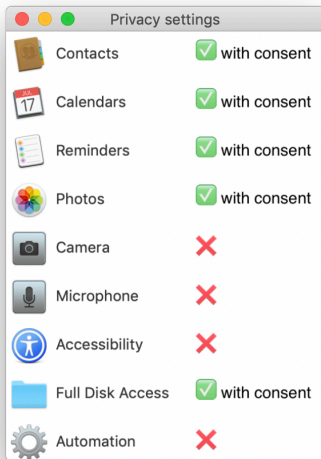 Privacy settings
Contacts ✅ with consent
JUL
17
Calendars ✅ with consent
Reminders ✅ with consent
Photos ✅ with consent
Camera ❌
Microphone ❌
Accessibility ❌
Full Disk Access ✅ with consent
Automation ❌